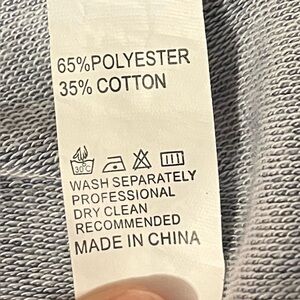 65%POLYESTER
35% COTTON
30°C
WASH SEPARATELY
PROFESSIONAL
DRY CLEAN
RECOMMENDED
MADE IN CHINA